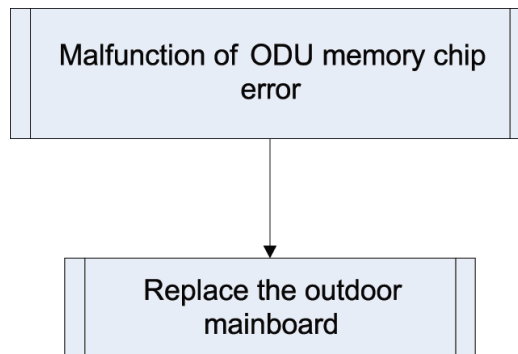 Malfunction of ODU memory chip
error
Replace the outdoor
mainboard